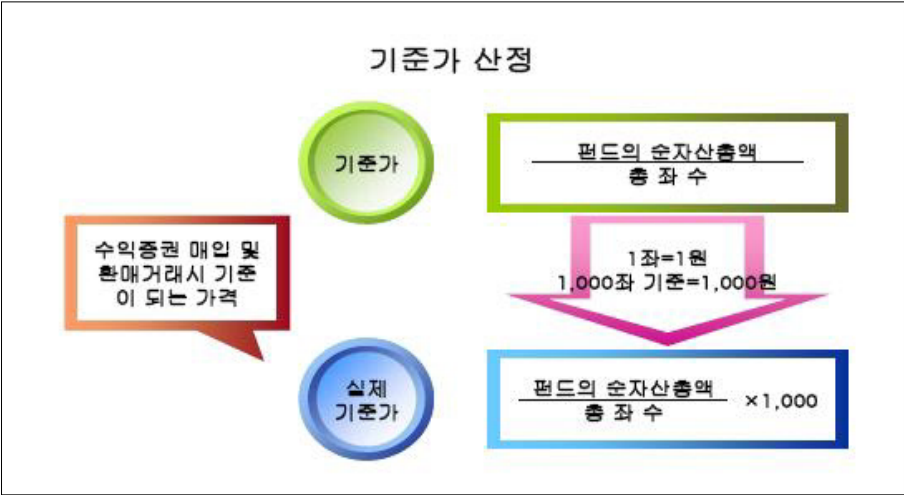 기준가 산정
기준가
펀드의 순자산총액
총 좌 수
수익증권 매입 및
환매거래시 기준
이 되는 가격
1좌=1원
1,000좌 기준=1,000원
실제
기준가
펀드의 순자산총액
총 좌 수
×1,000